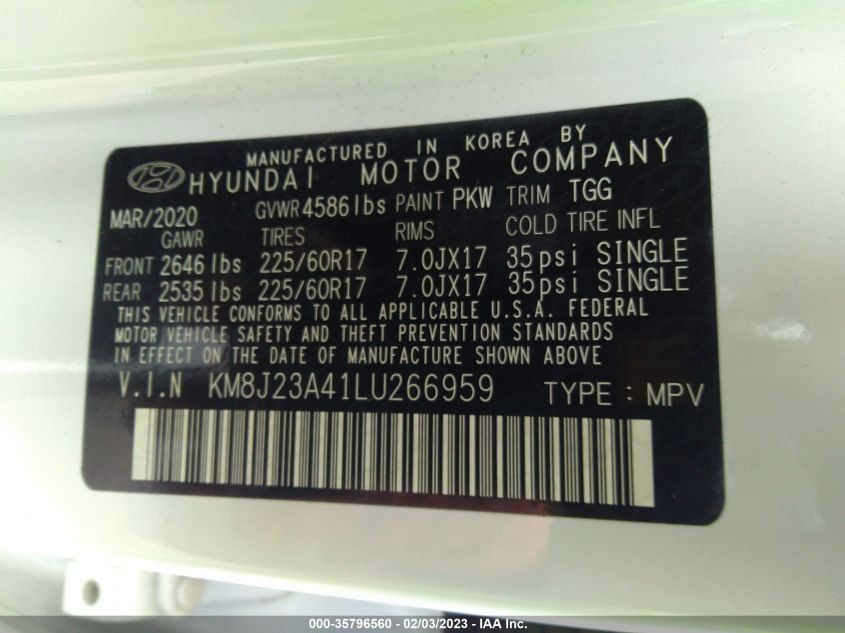 MANUFACTURED IN KOREA BY
HYUNDAI MOTOR COMPANY
MAR/2020 GVWR 4586 lbs PAINT PKW TRIM TGG
GAWR TIRES RIMS COLD TIRE INFL
FRONT 2646 lbs 225/60R17 7.0JX17 35psi SINGLE
REAR 2535 lbs 225/60R17 7.0JX17 35psi SINGLE
THIS VEHICLE CONFORMS TO ALL APPLICABLE U.S.A. FEDERAL
MOTOR VEHICLE SAFETY AND THEFT PREVENTION STANDARDS
IN EFFECT ON THE DATE OF MANUFACTURE SHOWN ABOVE
V.I.N KM8J23A41LU266959 TYPE : MPV
000-35796560 - 02/03/2023 - © IAA Inc.